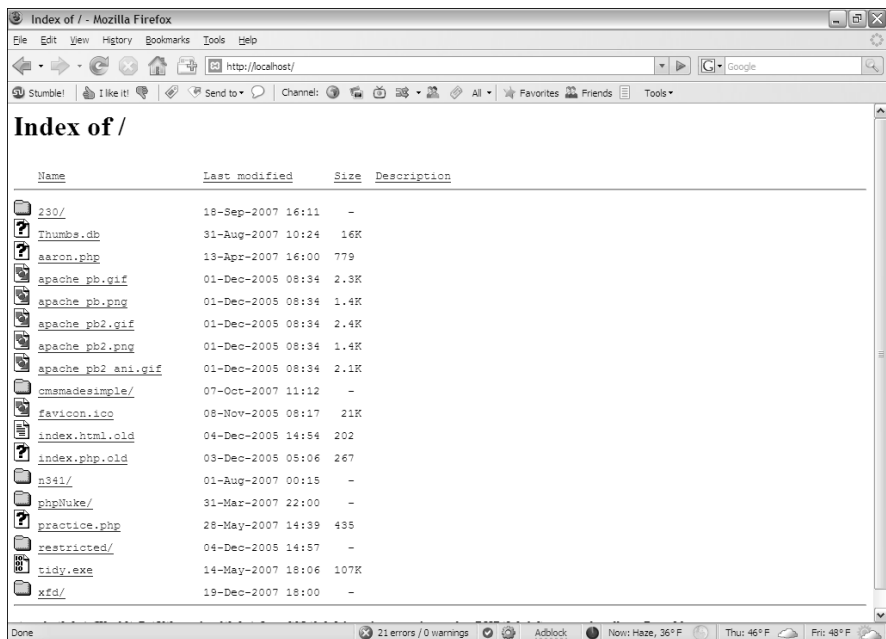 Index of / - Mozilla Firefox
File Edit View History Bookmarks Tools Help
http://localhost/ G Google
Stumble! I like it! Send to Channel: All Favorites Friends Tools
Index of /
Name Last modified Size Description
230/ 18-Sep-2007 16:11 -
Thumbs.db 31-Aug-2007 10:24 16K
aaron.php 13-Apr-2007 16:00 779
apache_pb.gif 01-Dec-2005 08:34 2.3K
apache_pb.png 01-Dec-2005 08:34 1.4K
apache_pb2.gif 01-Dec-2005 08:34 2.4K
apache_pb2.png 01-Dec-2005 08:34 1.4K
apache_pb2_ani.gif 01-Dec-2005 08:34 2.1K
cmsmadesimple/ 07-Oct-2007 11:12 -
favicon.ico 08-Nov-2005 08:17 21K
index.html.old 04-Dec-2005 14:54 202
index.php.old 03-Dec-2005 05:06 267
n341/ 01-Aug-2007 00:15 -
phpNuke/ 31-Mar-2007 22:00 -
practice.php 28-May-2007 14:39 435
restricted/ 04-Dec-2005 14:57 -
tidy.exe 14-May-2007 18:06 107K
xfd/ 19-Dec-2007 18:00 -
Done 21 errors / 0 warnings Adblock Now: Haze, 36° F Thu: 46° F Fri: 48° F